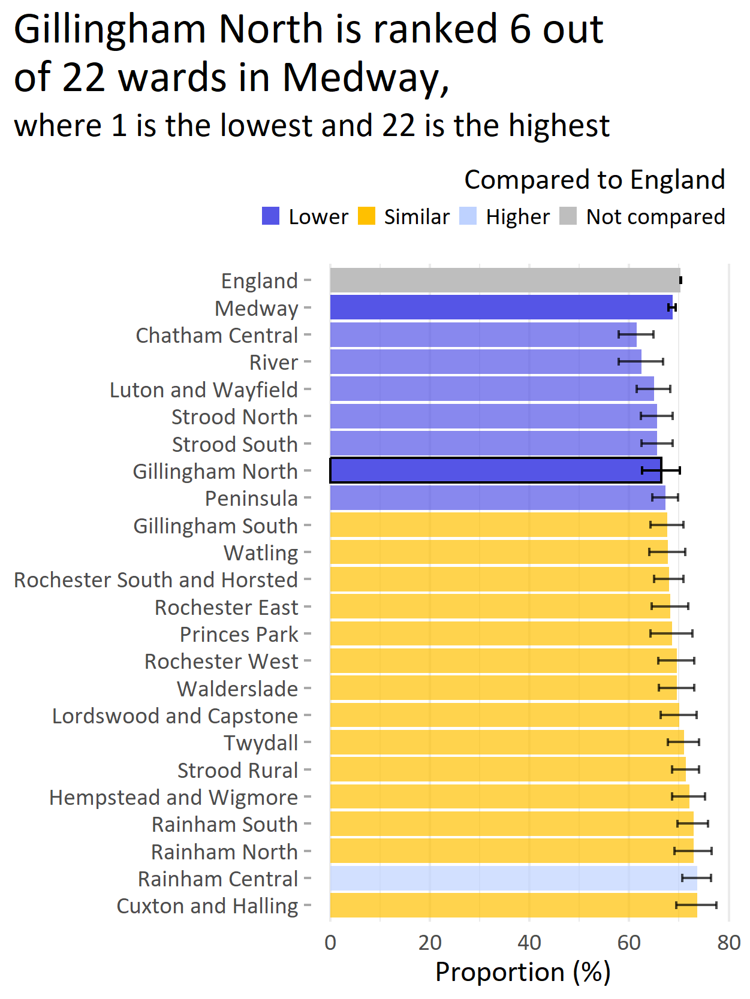 Gillingham North is ranked 6 out
of 22 wards in Medway,
where 1 is the lowest and 22 is the highest
Compared to England
Lower Similar Higher Not compared
England
Medway
Chatham Central
River
Luton and Wayfield
Strood North
Strood South
Gillingham North
Peninsula
Gillingham South
Watling
Rochester South and Horsted
Rochester East
Princes Park
Rochester West
Walderslade
Lordswood and Capstone
Twydall
Strood Rural
Hempstead and Wigmore
Rainham South
Rainham North
Rainham Central
Cuxton and Halling
0 20 40 60 80
Proportion (%)